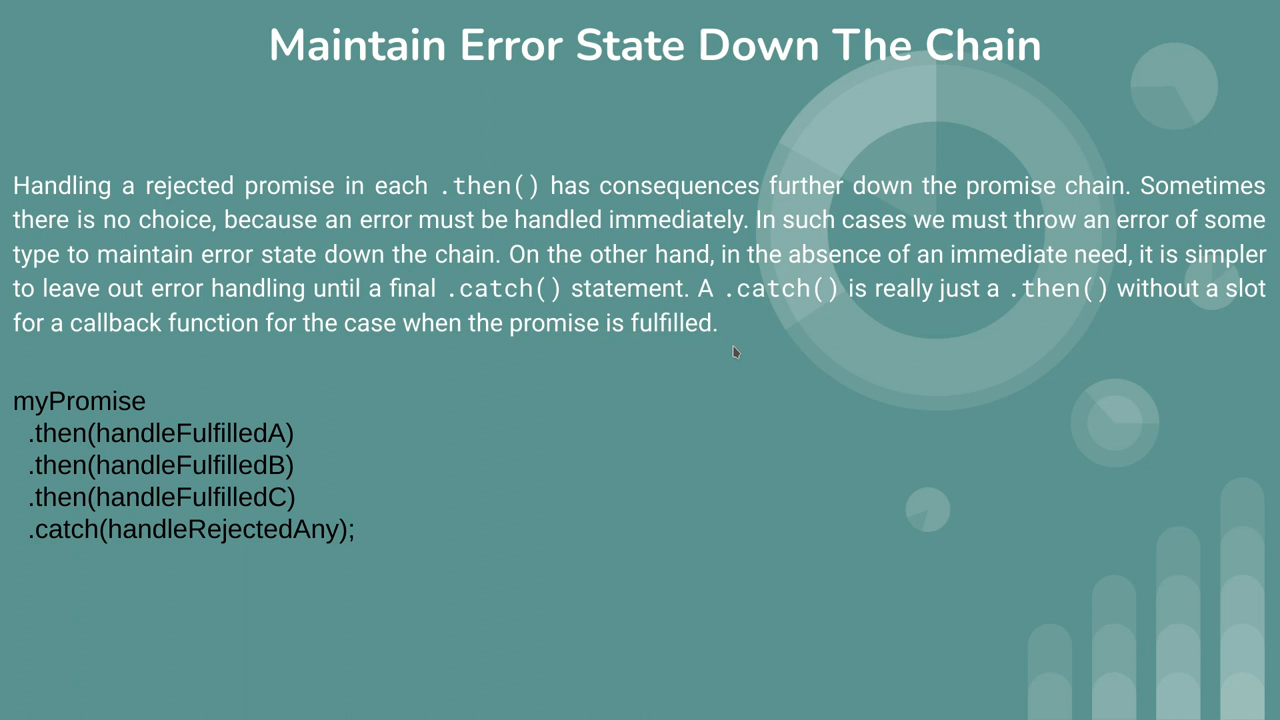 Maintain Error State Down The Chain
Handling a rejected promise in each .then() has consequences further down the promise chain. Sometimes
there is no choice, because an error must be handled immediately. In such cases we must throw an error of some
type to maintain error state down the chain. On the other hand, in the absence of an immediate need, it is simpler
to leave out error handling until a final .catch() statement. A .catch() is really just a .then() without a slot
for a callback function for the case when the promise is fulfilled.
myPromise
.then(handleFulfilledA)
.then(handleFulfilledB)
.then(handleFulfilledC)
.catch(handleRejectedAny);